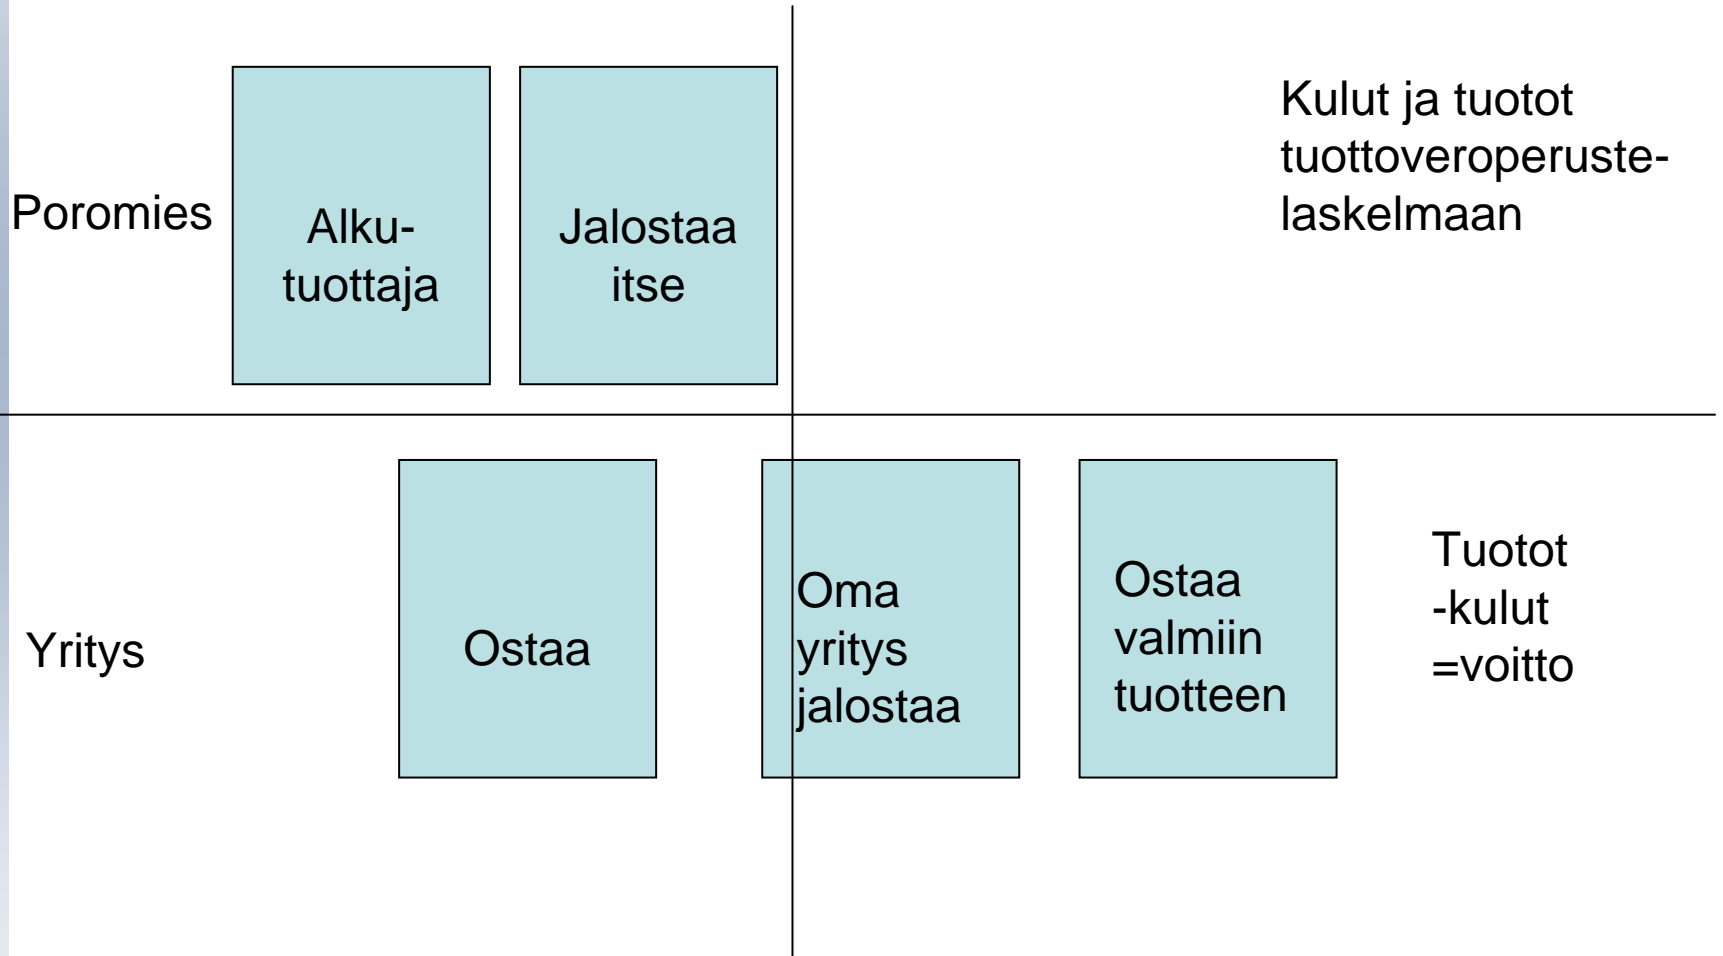 Poromies
Alku-
tuottaja
Jalostaa
itse
Kulut ja tuotot
tuottoveroperuste-
laskelmaan
Yritys
Ostaa
Oma
yritys
jalostaa
Ostaa
valmiin
tuotteen
Tuotot
-kulut
=voitto